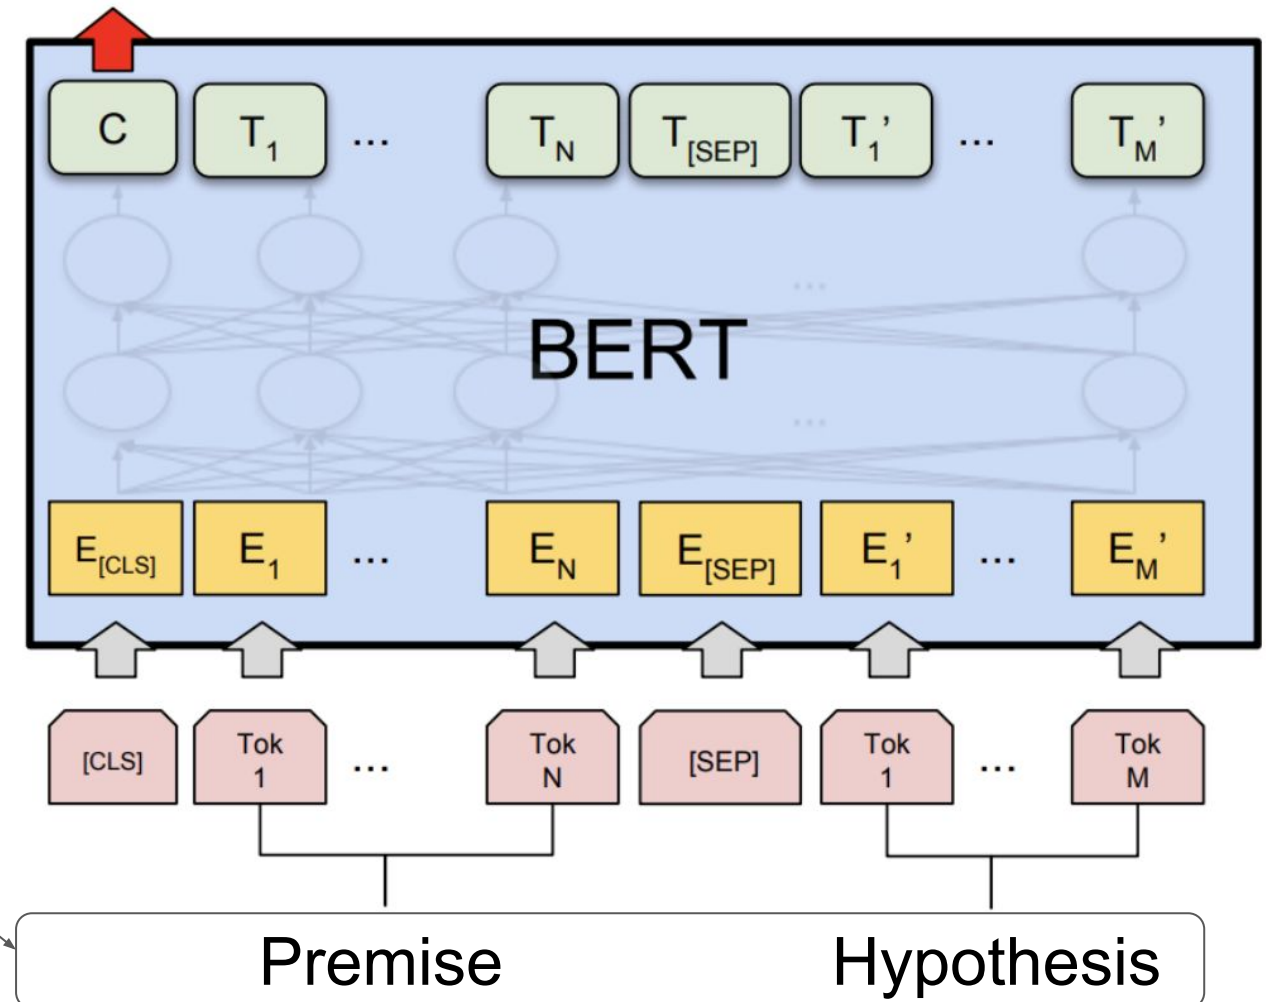 C T1 ... TN T[SEP] T1’ ... TM’
...
BERT
...
E[CLS] E1 ... EN E[SEP] E1’ ... EM’
[CLS] Tok 1 ... Tok N [SEP] Tok 1 ... Tok M
Premise Hypothesis